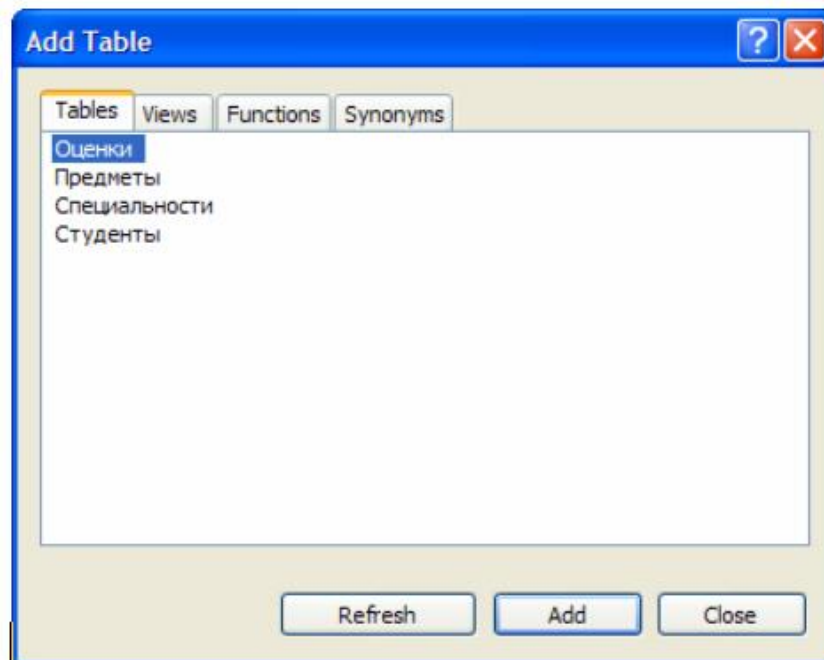 Add Table
Tables Views Functions Synonyms
Оценки
Предметы
Специальности
Студенты
Refresh Add Close